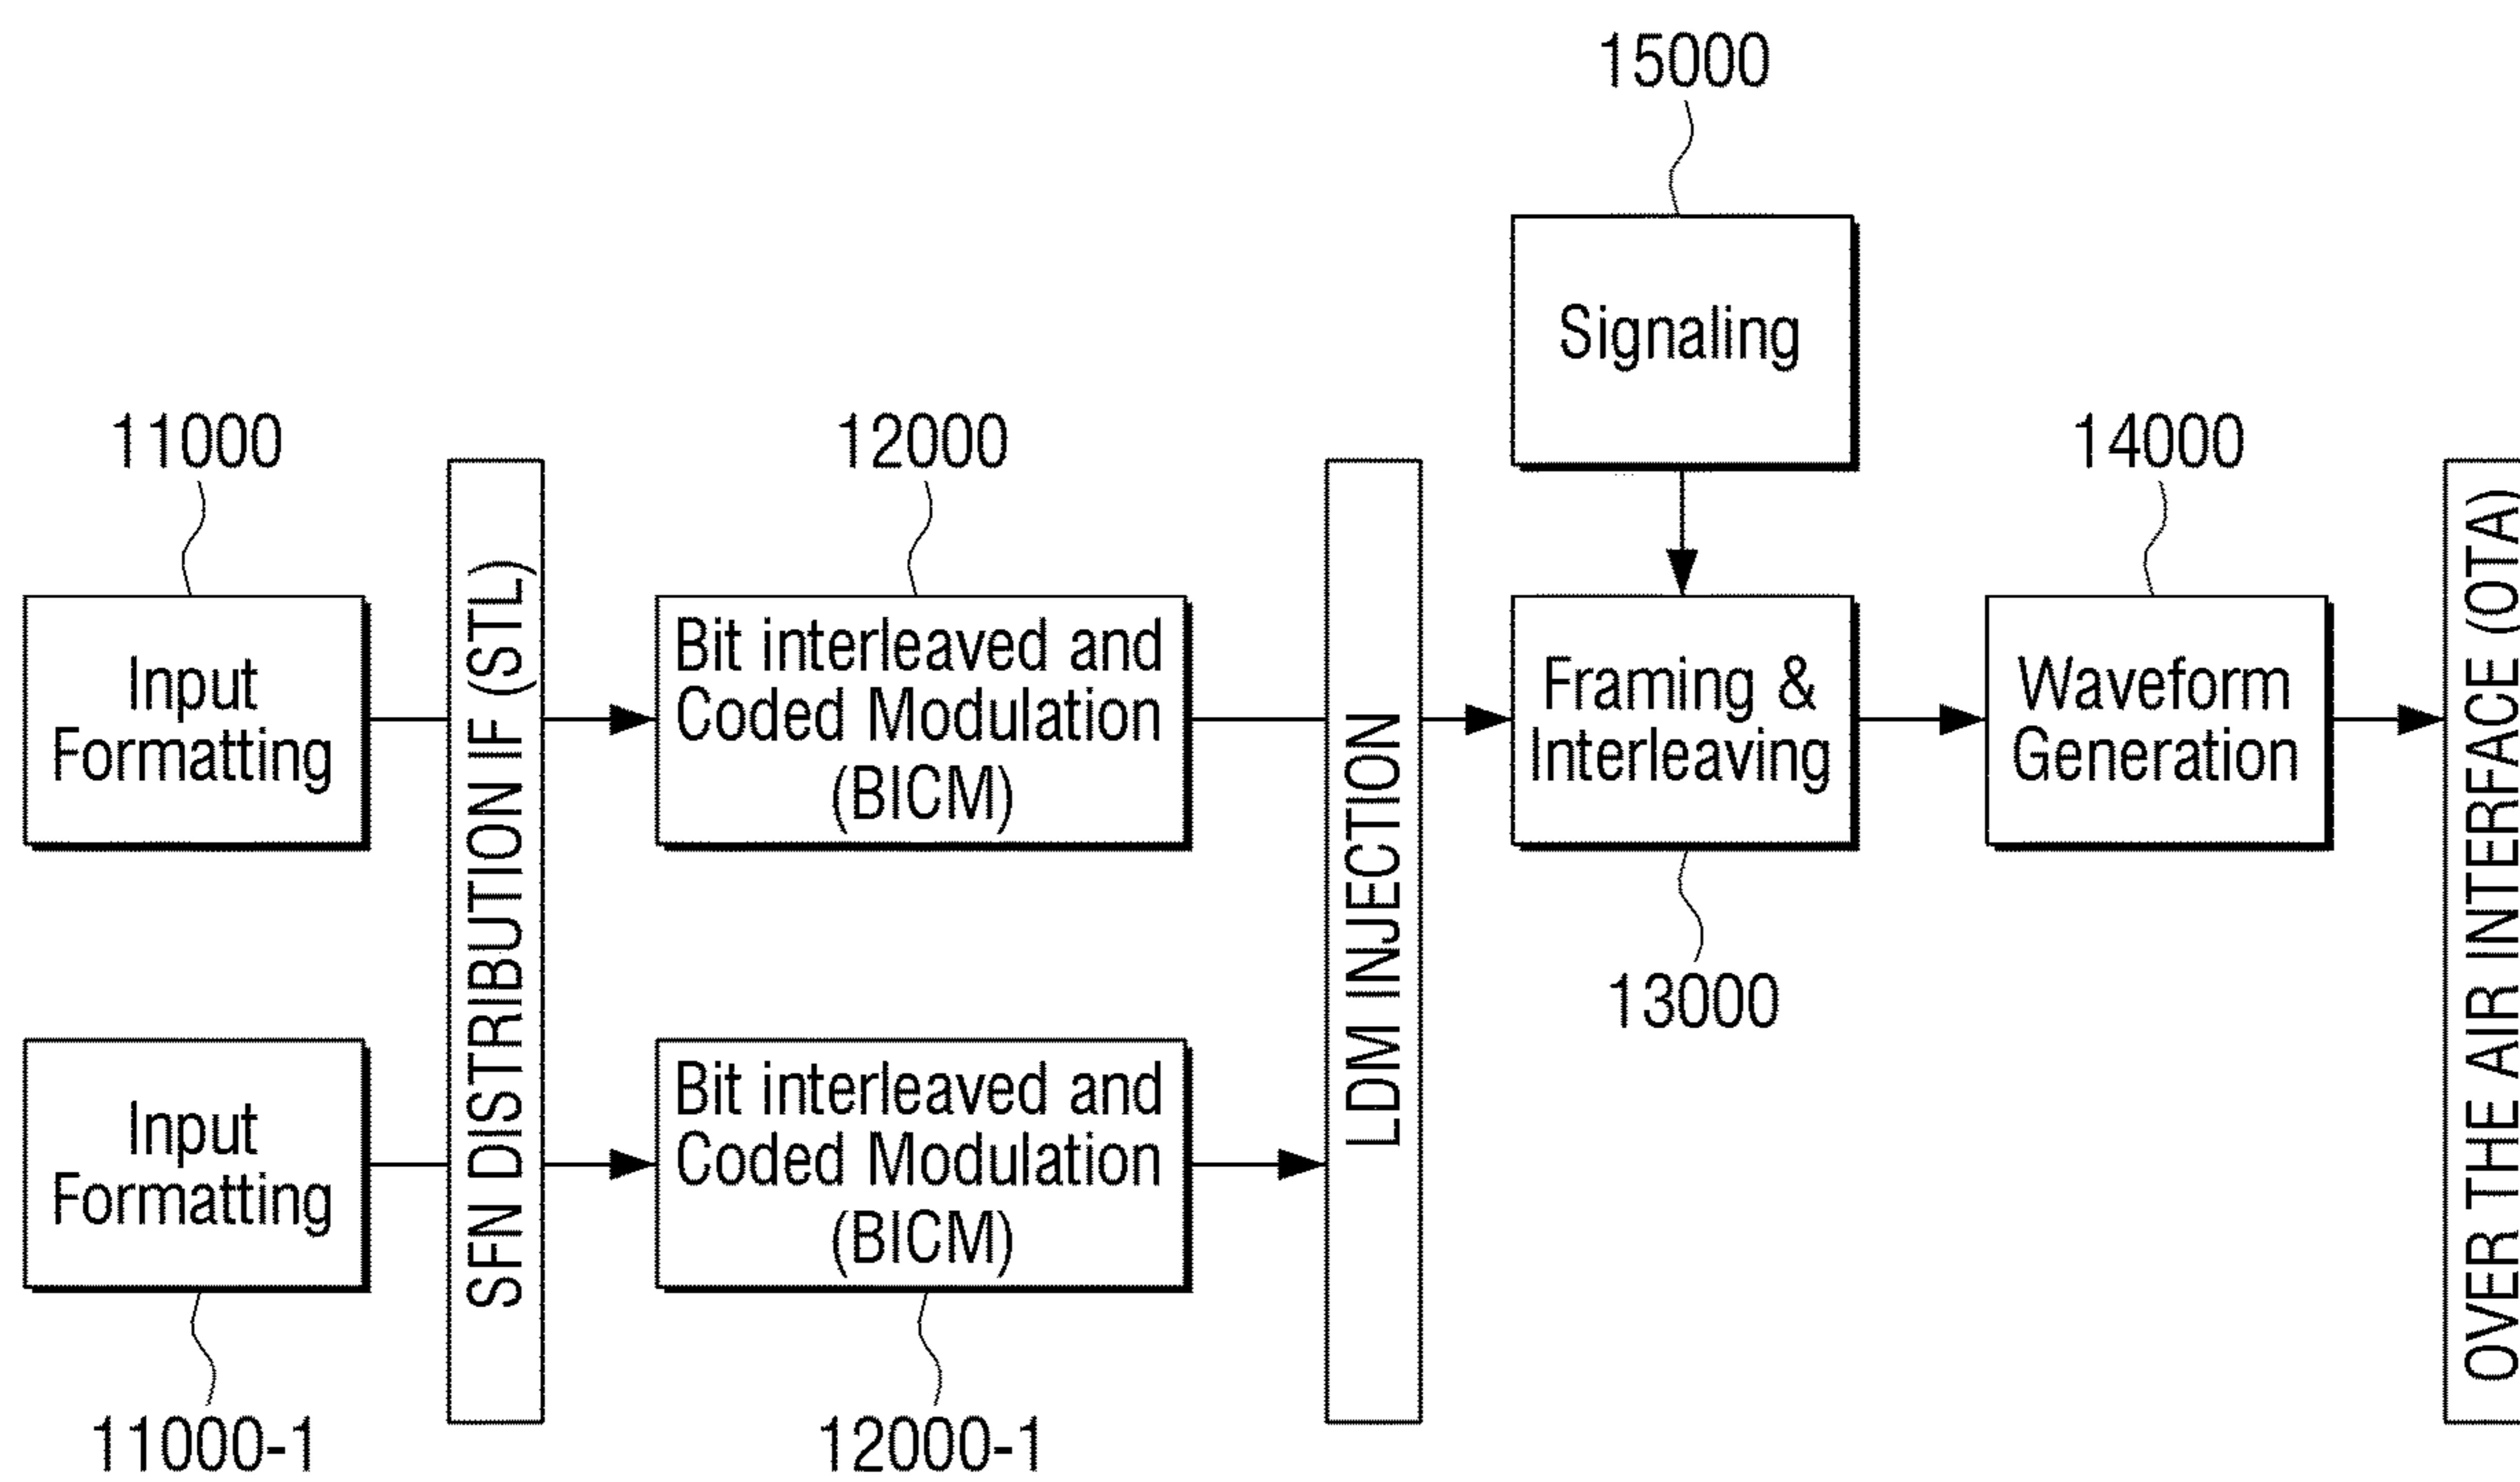 15000
Signaling
11000
12000
14000
Input
Formatting
SFN DISTRIBUTION IF (STL)
Bit interleaved and
Coded Modulation
(BICM)
LDM INJECTION
Framing &
Interleaving
Waveform
Generation
OVER THE AIR INTERFACE (OTA)
13000
Input
Formatting
Bit interleaved and
Coded Modulation
(BICM)
11000-1
12000-1